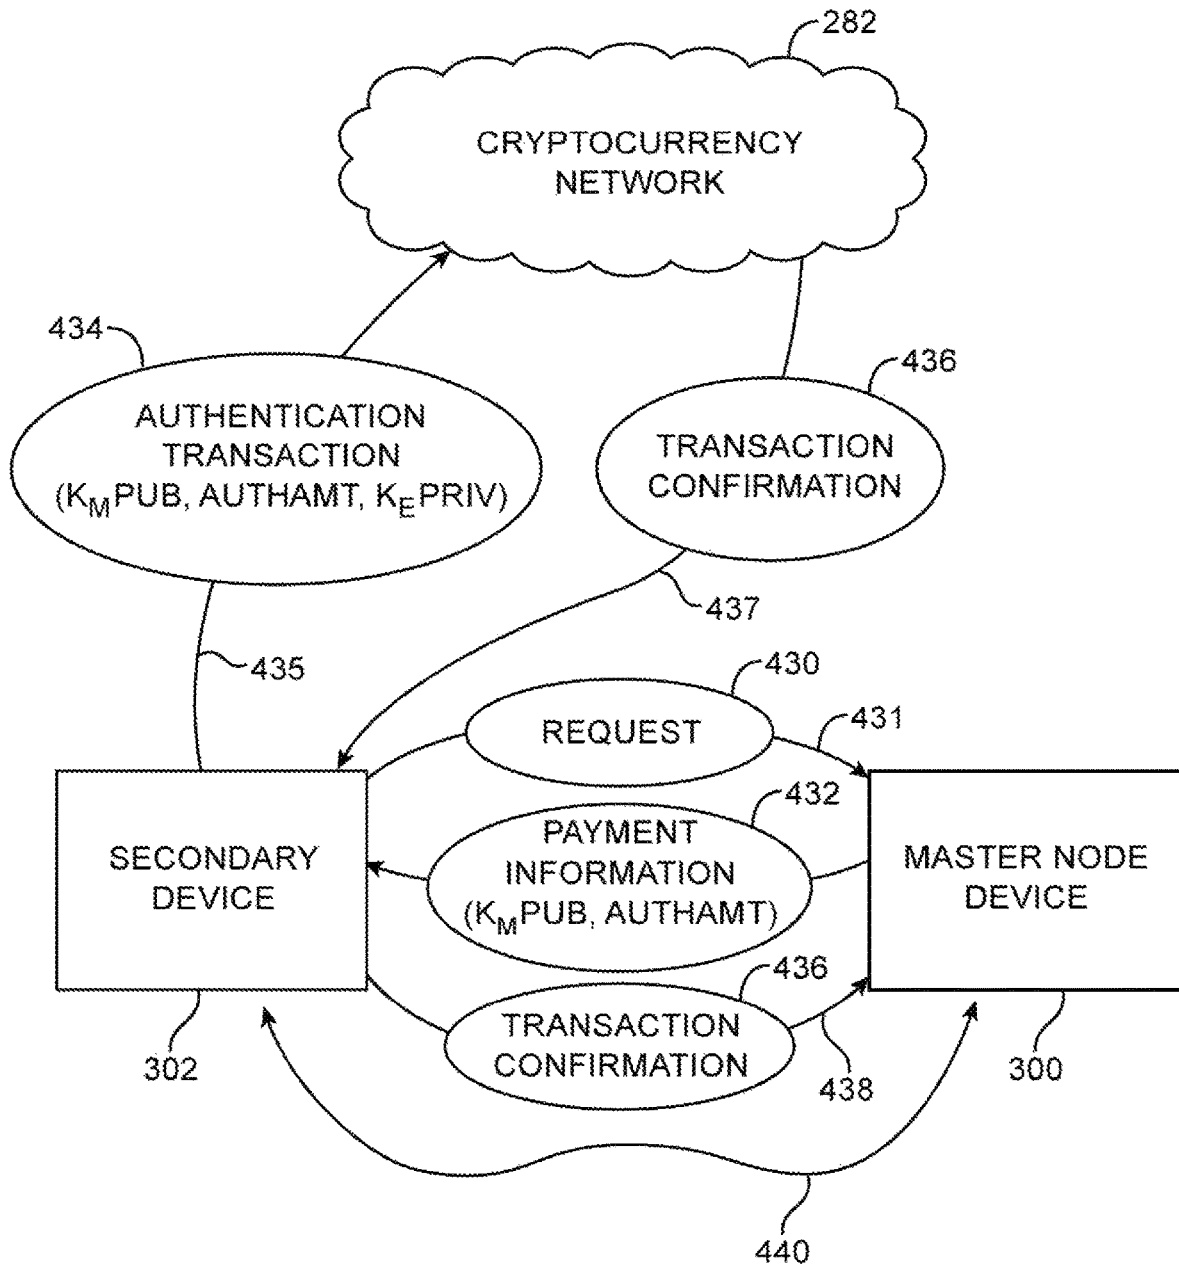 282
CRYPTOCURRENCY
NETWORK
434
436
AUTHENTICATION
TRANSACTION
(KMPUB, AUTHAMT, KEPRIV)
TRANSACTION
CONFIRMATION
437
435
430
REQUEST
431
432
PAYMENT
INFORMATION
(KMPUB, AUTHAMT)
SECONDARY
DEVICE
MASTER NODE
DEVICE
436
TRANSACTION
CONFIRMATION
302
438
300
440